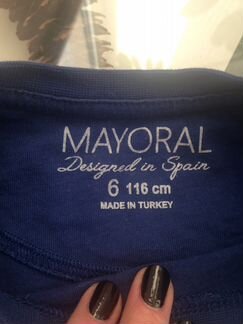 MAYORAL
Designed in Spain
6 116 cm
MADE IN TURKEY